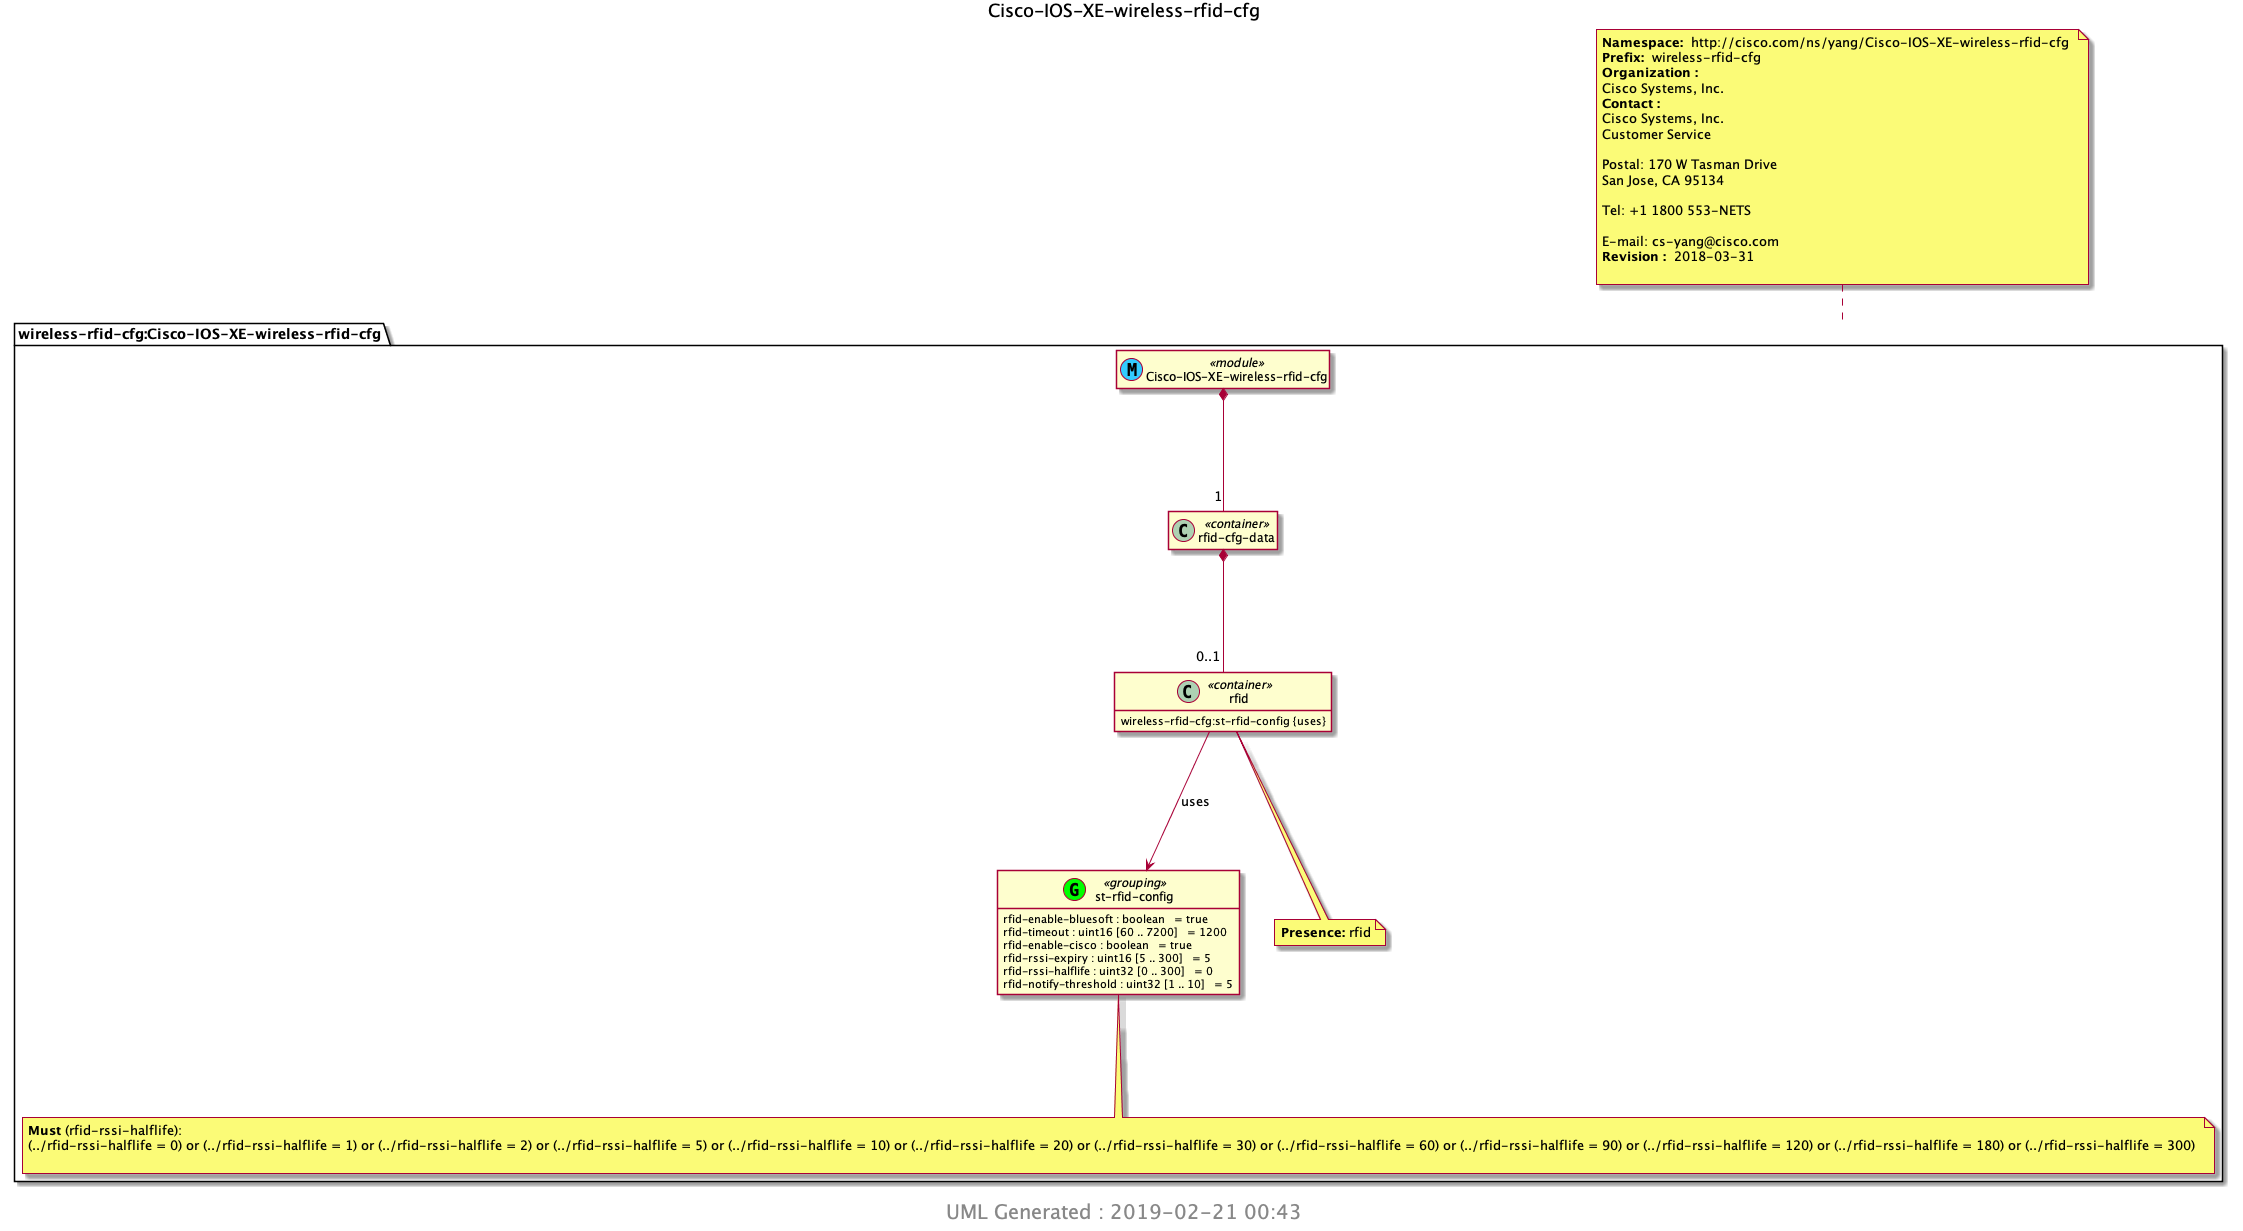 Cisco-IOS-XE-wireless-rfid-cfg
Namespace: http://cisco.com/ns/yang/Cisco-IOS-XE-wireless-rfid-cfg
Prefix: wireless-rfid-cfg
Organization :
Cisco Systems, Inc.
Contact :
Cisco Systems, Inc.
Customer Service
Postal: 170 W Tasman Drive
San Jose, CA 95134
Tel: +1 1800 553-NETS
E-mail: cs-yang@cisco.com
Revision : 2018-03-31
wireless-rfid-cfg:Cisco-IOS-XE-wireless-rfid-cfg
M
«module»
Cisco-IOS-XE-wireless-rfid-cfg
1
C
«container»
rfid-cfg-data
0..1
C
«container»
rfid
wireless-rfid-cfg:st-rfid-config {uses}
uses
G
«grouping»
st-rfid-config
rfid-enable-bluesoft : boolean = true
rfid-timeout : uint16 [60 .. 7200] = 1200
rfid-enable-cisco : boolean = true
rfid-rssi-expiry : uint16 [5 .. 300] = 5
rfid-rssi-halflife : uint32 [0 .. 300] = 0
rfid-notify-threshold : uint32 [1 .. 10] = 5
Presence: rfid
Must (rfid-rssi-halflife):
(../rfid-rssi-halflife = 0) or (../rfid-rssi-halflife = 1) or (../rfid-rssi-halflife = 2) or (../rfid-rssi-halflife = 5) or (../rfid-rssi-halflife = 10) or (../rfid-rssi-halflife = 20) or (../rfid-rssi-halflife = 30) or (../rfid-rssi-halflife = 60) or (../rfid-rssi-halflife = 90) or (../rfid-rssi-halflife = 120) or (../rfid-rssi-halflife = 180) or (../rfid-rssi-halflife = 300)
UML Generated : 2019-02-21 00:43